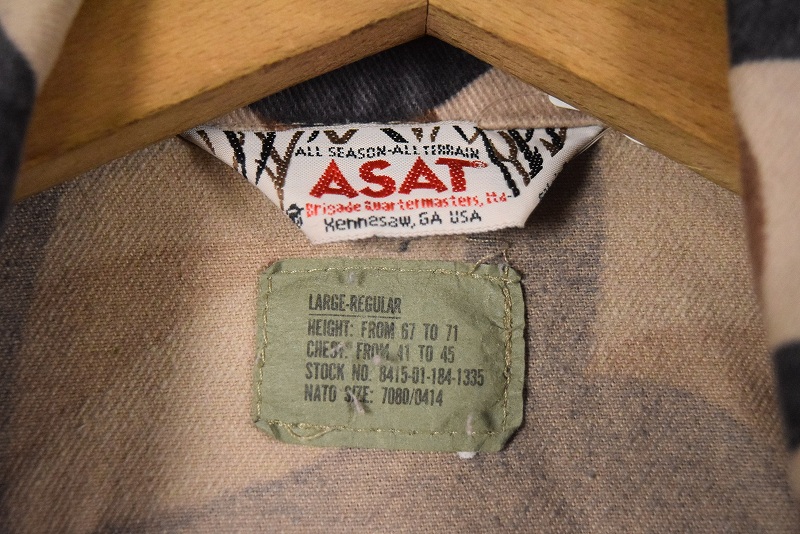 ALL SEASON-ALL TERRAIN
ASAT
Brigade Quartermasters, Ltd.
Kennesaw, GA USA
LARGE-REGULAR
HEIGHT: FROM 67 TO 71
CHEST: FROM 41 TO 45
STOCK NO. 8415-01-184-1335
NATO SIZE: 7080/0414